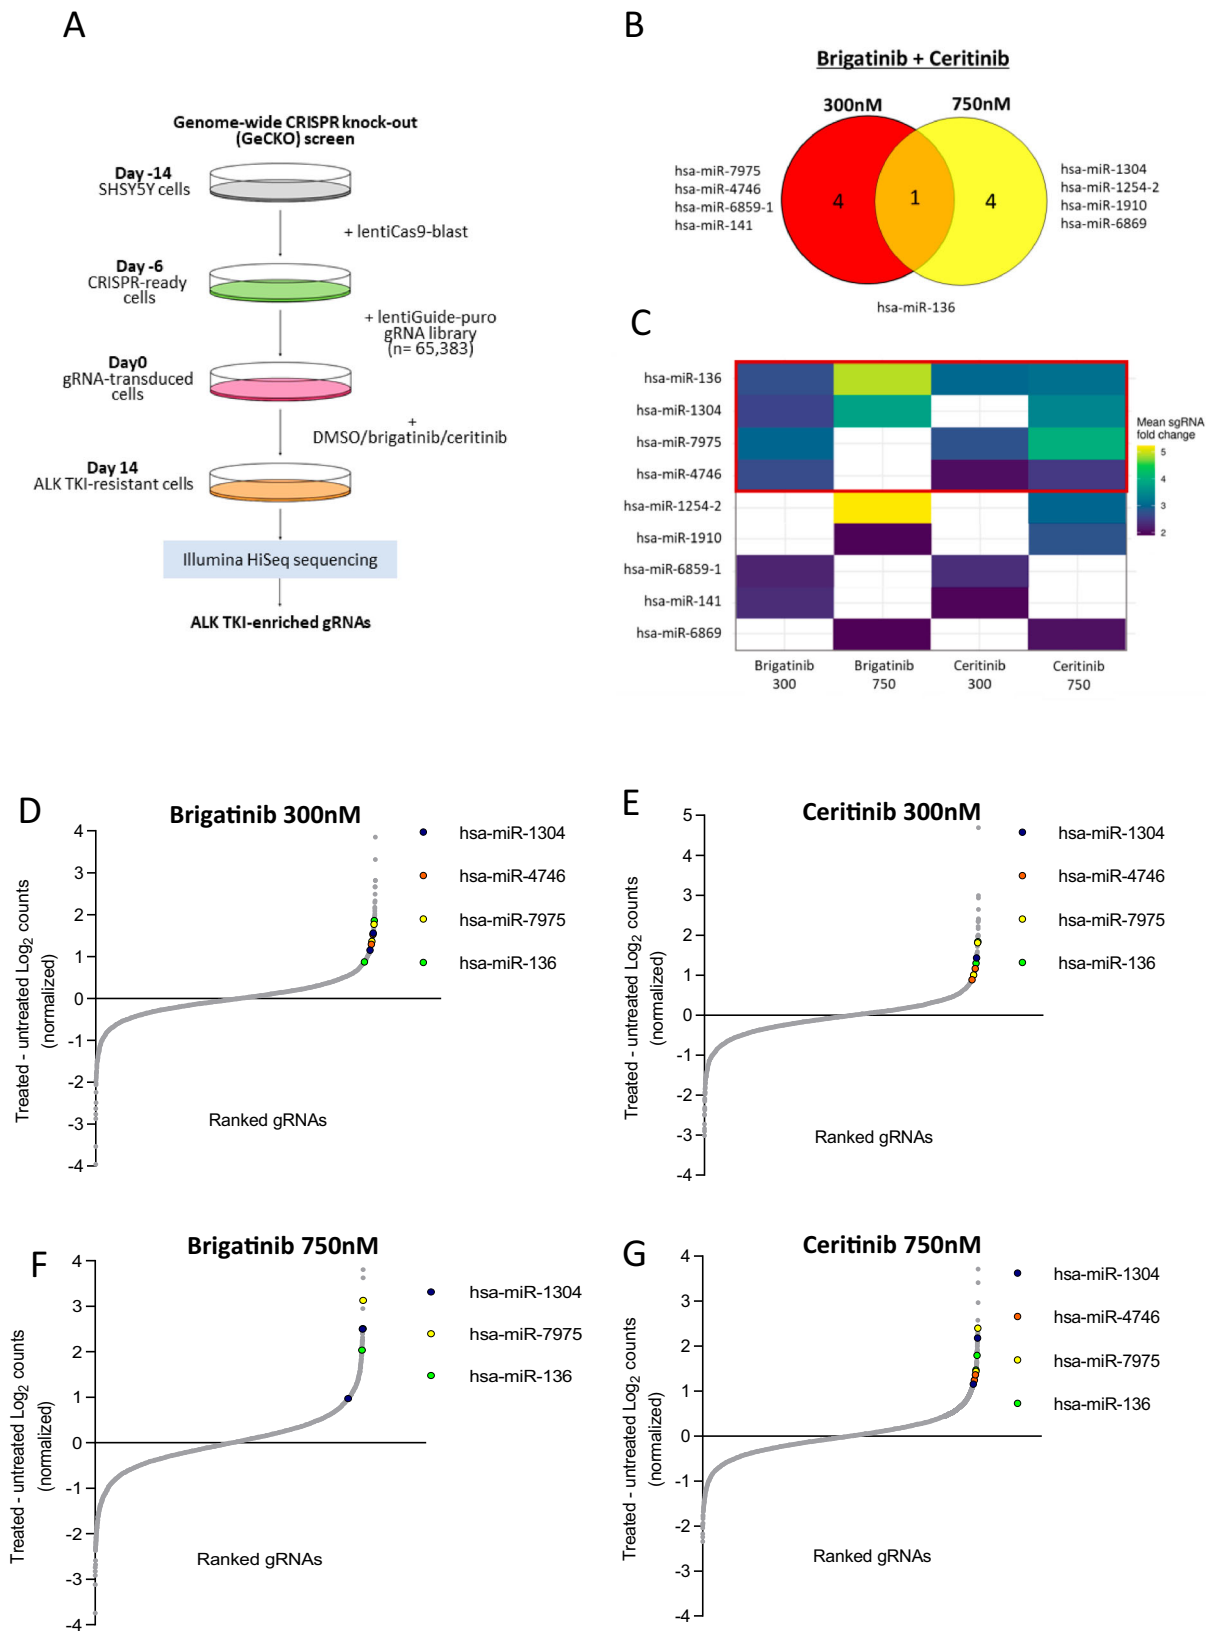 A
Genome-wide CRISPR knock-out
(GeCKO) screen
Day -14
SHSY5Y cells
+ lentiCas9-blast
Day -6
CRISPR-ready
cells
+ lentiGuide-puro
gRNA library
(n= 65,383)
Day0
gRNA-transduced
cells
+
DMSO/brigatinib/ceritinib
Day 14
ALK TKI-resistant cells
Illumina HiSeq sequencing
ALK TKI-enriched gRNAs
B
Brigatinib + Ceritinib
300nM
750nM
hsa-miR-7975
hsa-miR-4746
hsa-miR-6859-1
hsa-miR-141
4
1
4
hsa-miR-1304
hsa-miR-1254-2
hsa-miR-1910
hsa-miR-6869
hsa-miR-136
C
hsa-miR-136
hsa-miR-1304
hsa-miR-7975
hsa-miR-4746
hsa-miR-1254-2
hsa-miR-1910
hsa-miR-6859-1
hsa-miR-141
hsa-miR-6869
Brigatinib
300
Brigatinib
750
Ceritinib
300
Ceritinib
750
Mean sgRNA
fold change
5
4
3
2
D
Brigatinib 300nM
Treated - untreated Log2 counts
(normalized)
4
3
2
1
0
-1
-2
-3
-4
Ranked gRNAs
hsa-miR-1304
hsa-miR-4746
hsa-miR-7975
hsa-miR-136
E
Ceritinib 300nM
Treated - untreated Log2 counts
(normalized)
5
4
3
2
1
0
-1
-2
-3
-4
Ranked gRNAs
hsa-miR-1304
hsa-miR-4746
hsa-miR-7975
hsa-miR-136
F
Brigatinib 750nM
Treated - untreated Log2 counts
(normalized)
4
3
2
1
0
-1
-2
-3
-4
Ranked gRNAs
hsa-miR-1304
hsa-miR-7975
hsa-miR-136
G
Ceritinib 750nM
Treated - untreated Log2 counts
(normalized)
4
3
2
1
0
-1
-2
-3
-4
Ranked gRNAs
hsa-miR-1304
hsa-miR-4746
hsa-miR-7975
hsa-miR-136